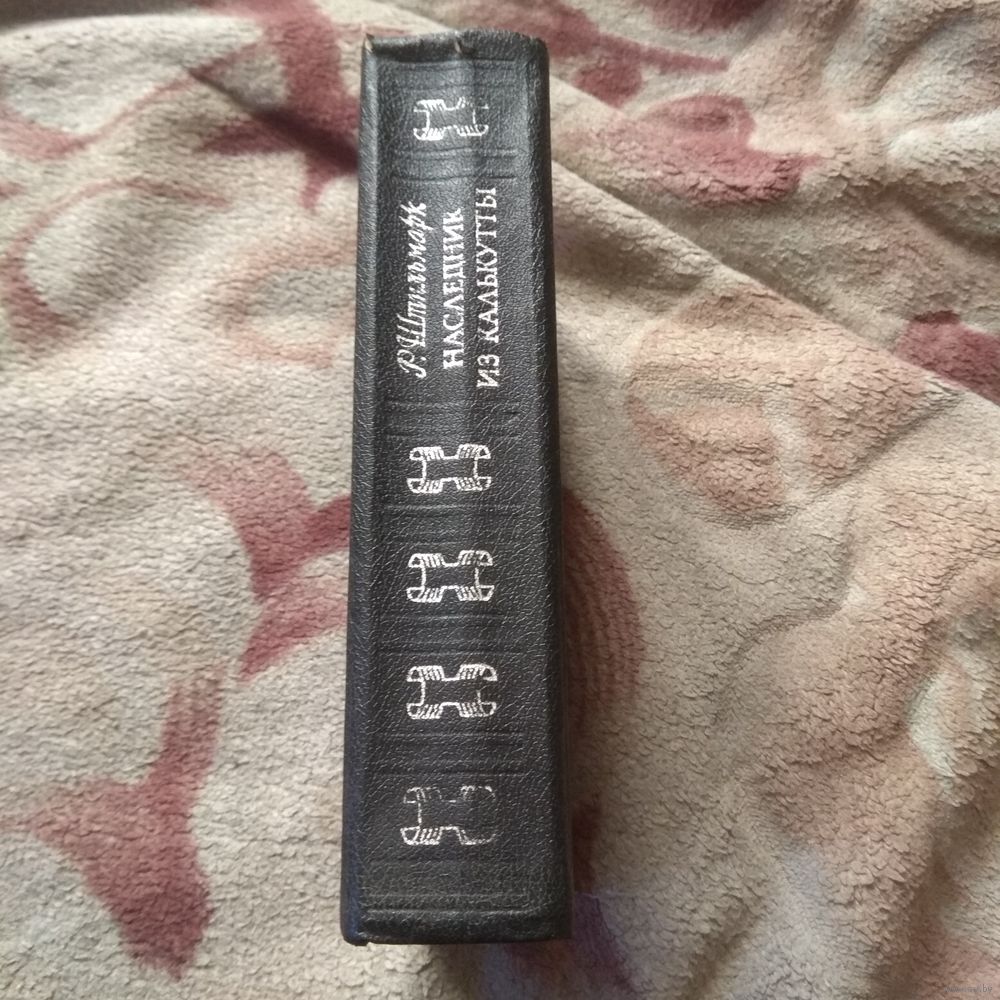 Р. Штильмарк
НАСЛЕДНИК
ИЗ КАЛЬКУТТЫ